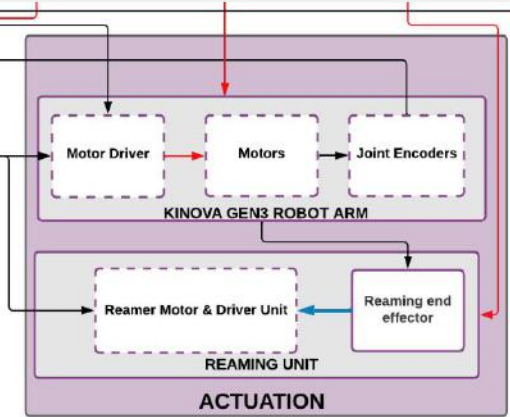 Motor Driver
Motors
Joint Encoders
KINOVA GEN3 ROBOT ARM
Reamer Motor & Driver Unit
Reaming end
effector
REAMING UNIT
ACTUATION